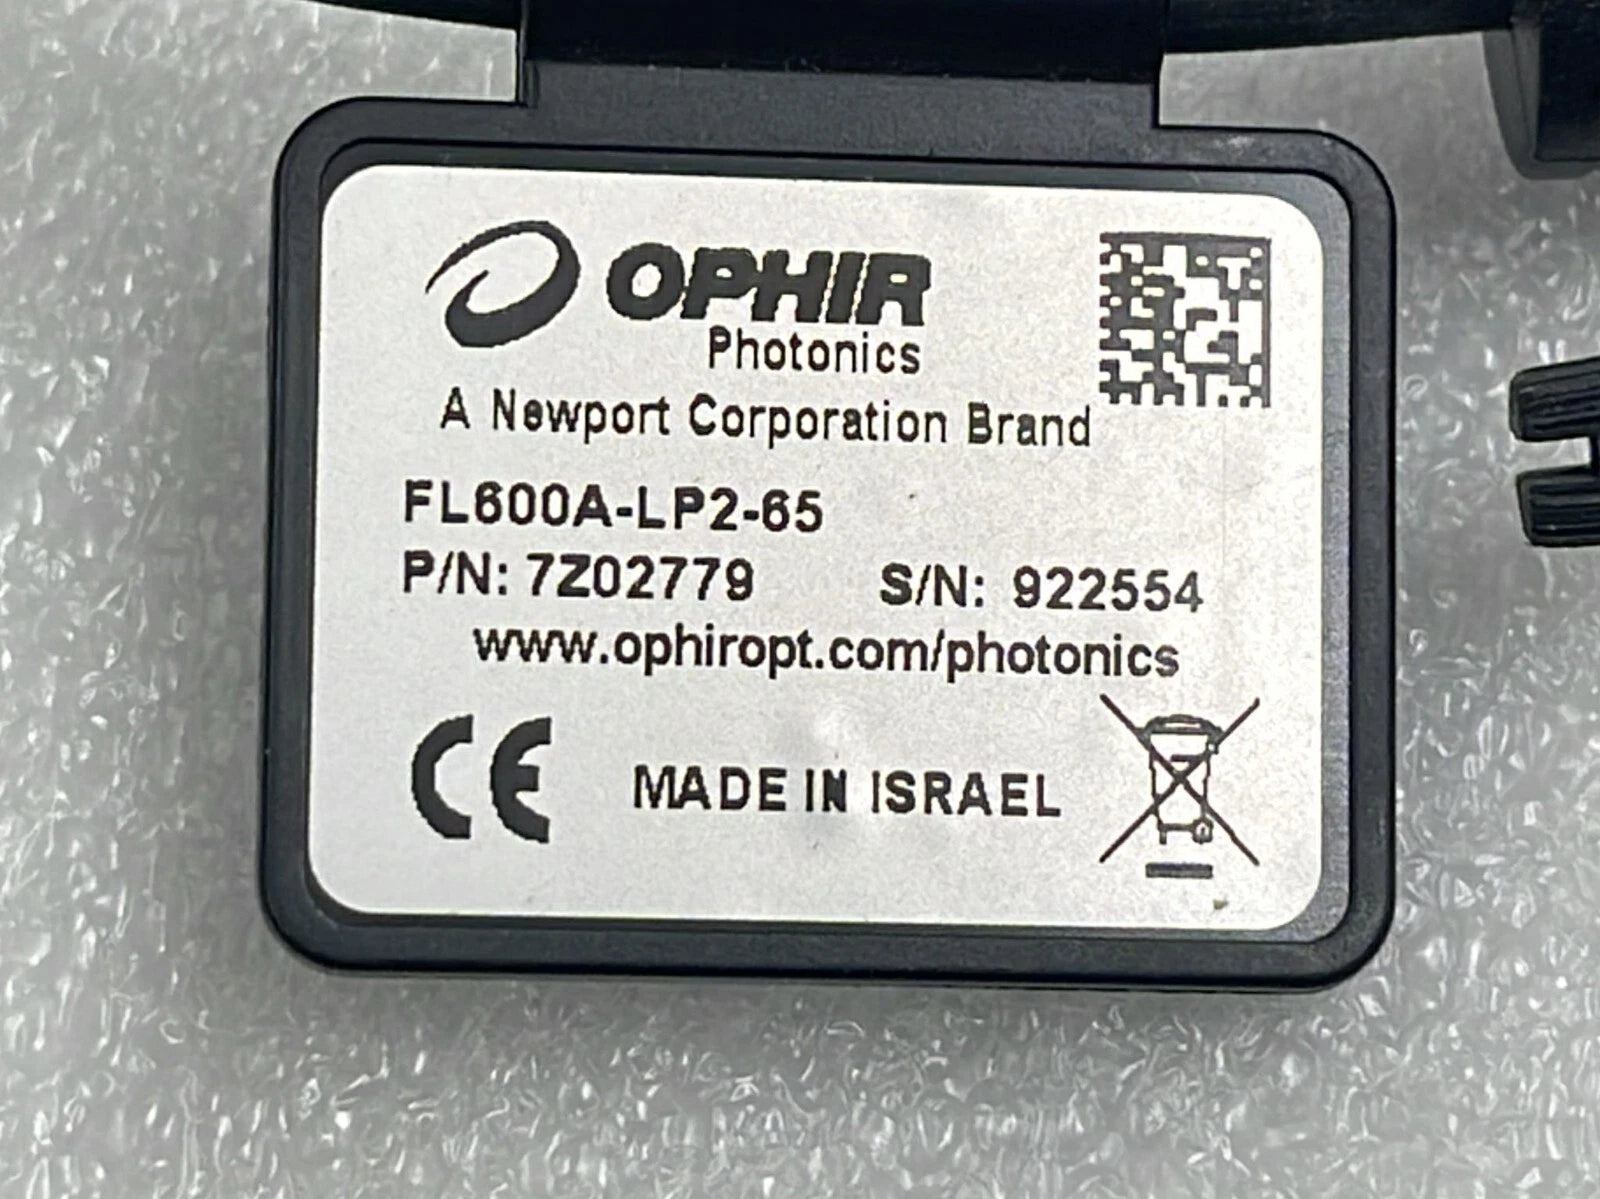 OPHIR
Photonics
A Newport Corporation Brand
FL600A-LP2-65
P/N: 7Z02779 S/N: 922554
www.ophiropt.com/photonics
CE MADE IN ISRAEL